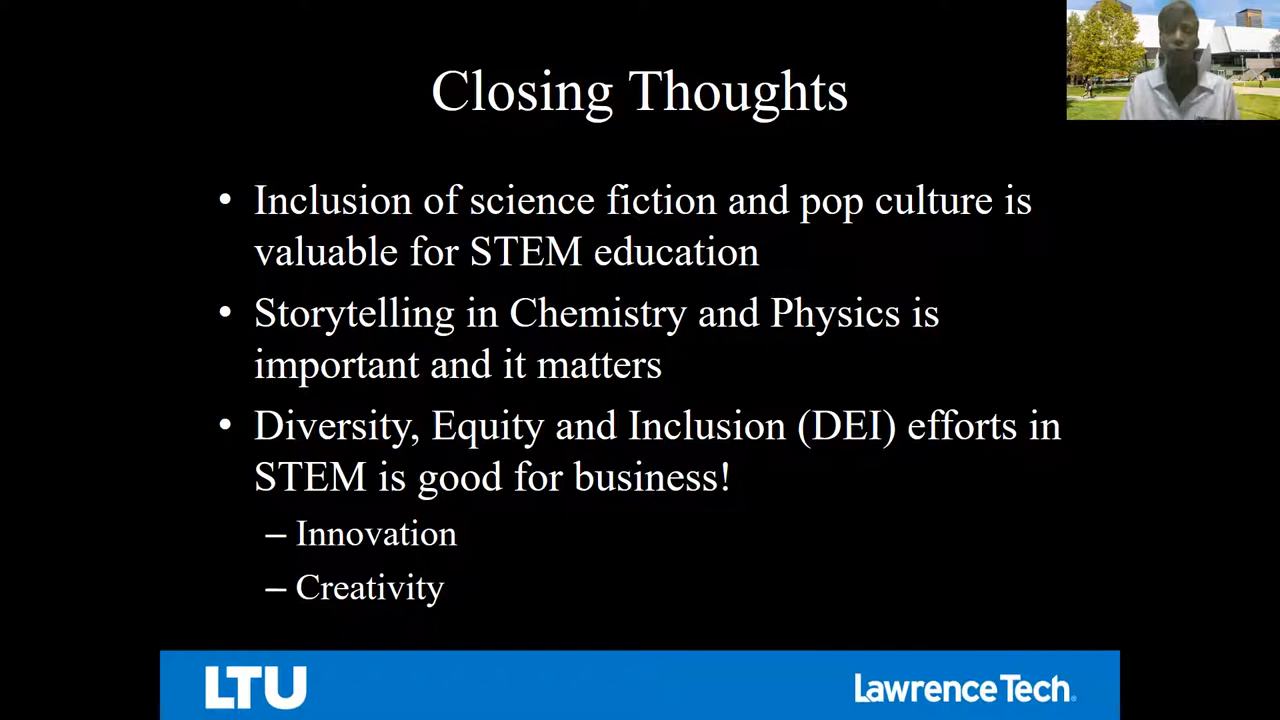 Closing Thoughts
• Inclusion of science fiction and pop culture is
valuable for STEM education
• Storytelling in Chemistry and Physics is
important and it matters
• Diversity, Equity and Inclusion (DEI) efforts in
STEM is good for business!
– Innovation
– Creativity
LTU
Lawrence Tech